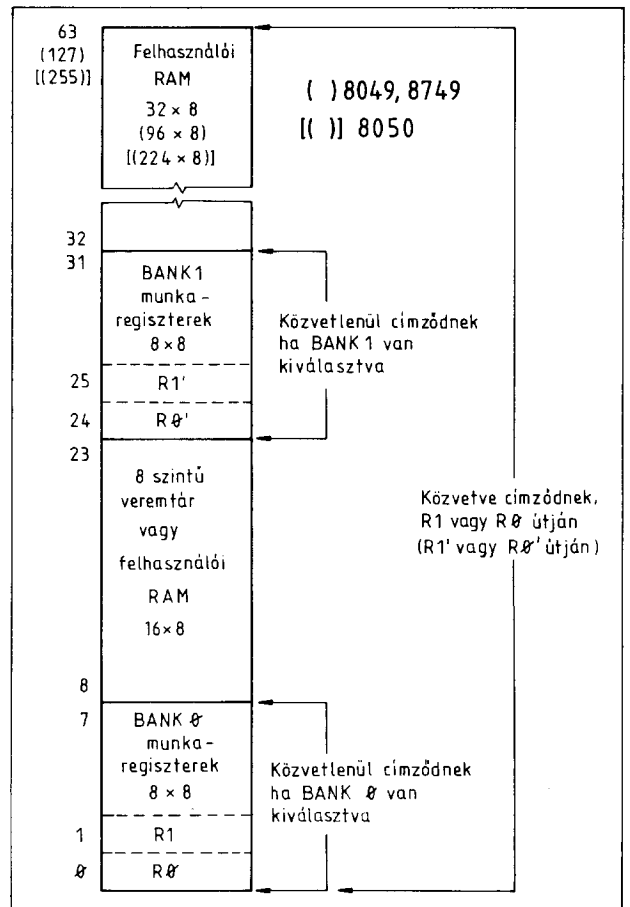 63
(127)
[(255)]
Felhasználói
RAM
32 × 8
(96 × 8)
[(224 × 8)]
( ) 8049, 8749
[( )] 8050
32
31
BANK 1
munka-
regiszterek
8×8
Közvetlenül címződnek
ha BANK 1 van
kiválasztva
25
R1'
24
R0'
23
8 szintű
veremtár
vagy
felhasználói
RAM
16×8
Közvetve címződnek,
R1 vagy R0 útján
(R1' vagy R0' útján)
8
7
BANK 0
munka-
regiszterek
8 × 8
Közvetlenül címződnek
ha BANK 0 van
kiválasztva
1
R1
0
R0